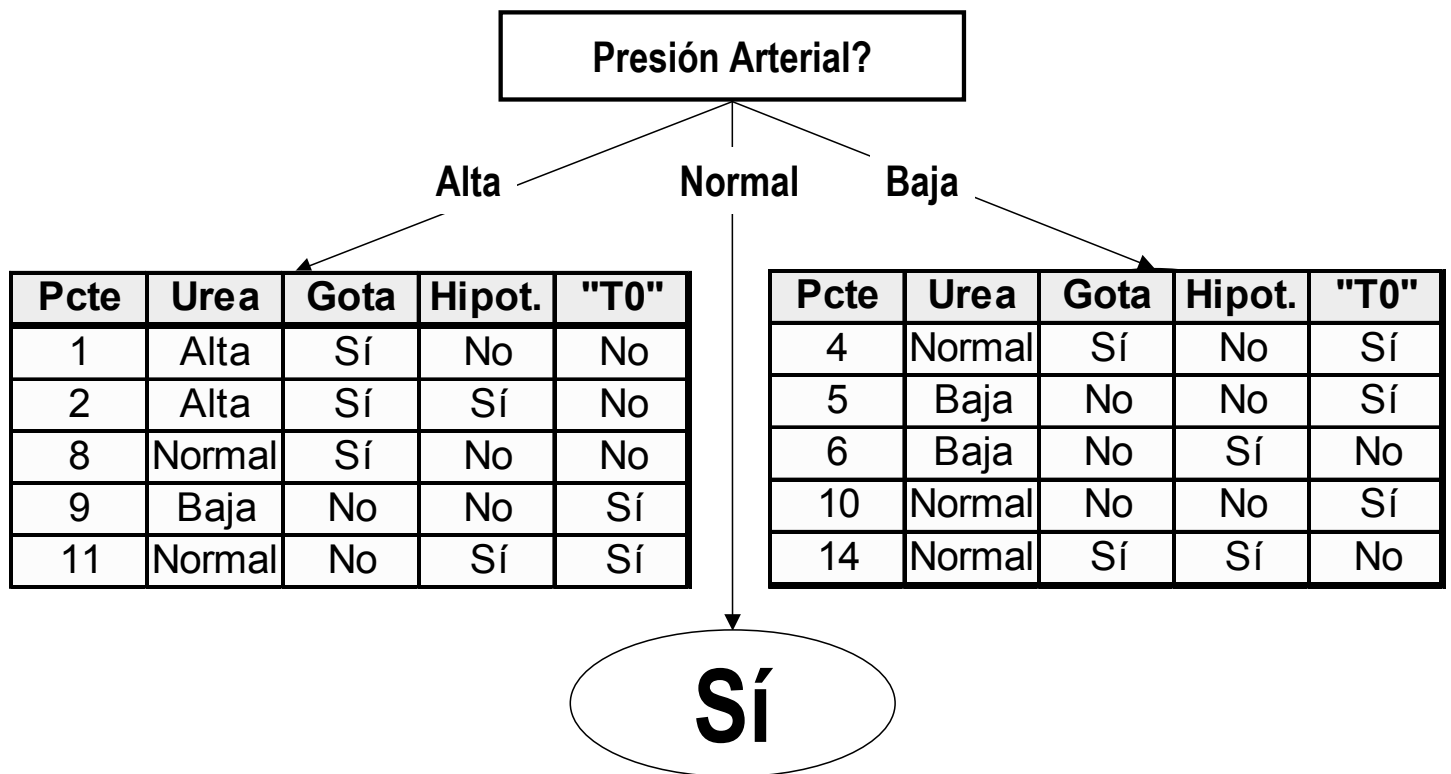 Presión Arterial?
Alta Normal Baja
Pcte Urea Gota Hipot. "T0"
1 Alta Sí No No
2 Alta Sí Sí No
8 Normal Sí No No
9 Baja No No Sí
11 Normal No Sí Sí
Pcte Urea Gota Hipot. "T0"
4 Normal Sí No Sí
5 Baja No No Sí
6 Baja No Sí No
10 Normal No No Sí
14 Normal Sí Sí No
Sí